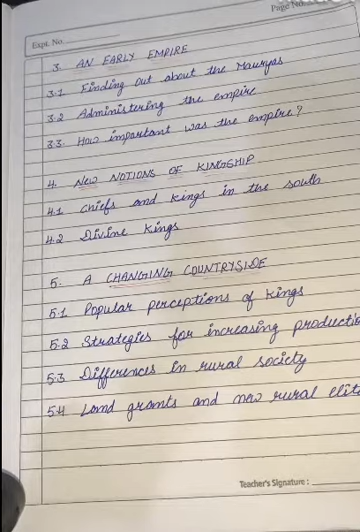 Page No.
Expt. No.
3. AN EARLY EMPIRE
3.1 Finding out about the Mauryas
3.2 Administering the empire
3.3. How important was the empire?
4. NEW NOTIONS OF KINGSHIP
4.1 Chiefs and kings in the south
4.2 Divine kings
5. A CHANGING COUNTRYSIDE
5.1 Popular perceptions of kings
5.2 Strategies for increasing productio
5.3 Differences in rural society
5.4 Land grants and new rural elit
Teacher's Signature :